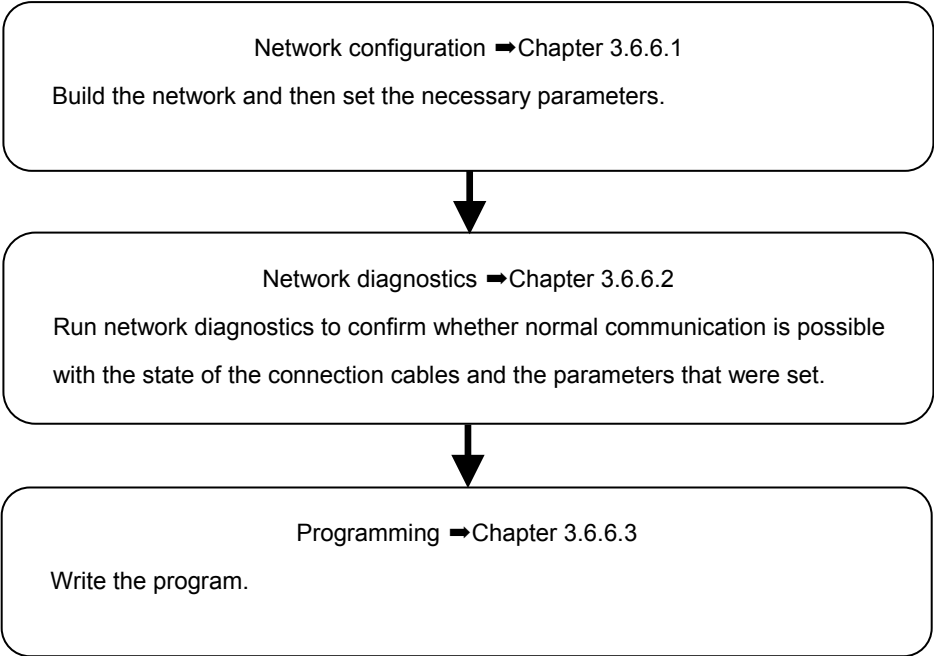 Network configuration ➡Chapter 3.6.6.1
Build the network and then set the necessary parameters.
Network diagnostics ➡Chapter 3.6.6.2
Run network diagnostics to confirm whether normal communication is possible
with the state of the connection cables and the parameters that were set.
Programming ➡Chapter 3.6.6.3
Write the program.